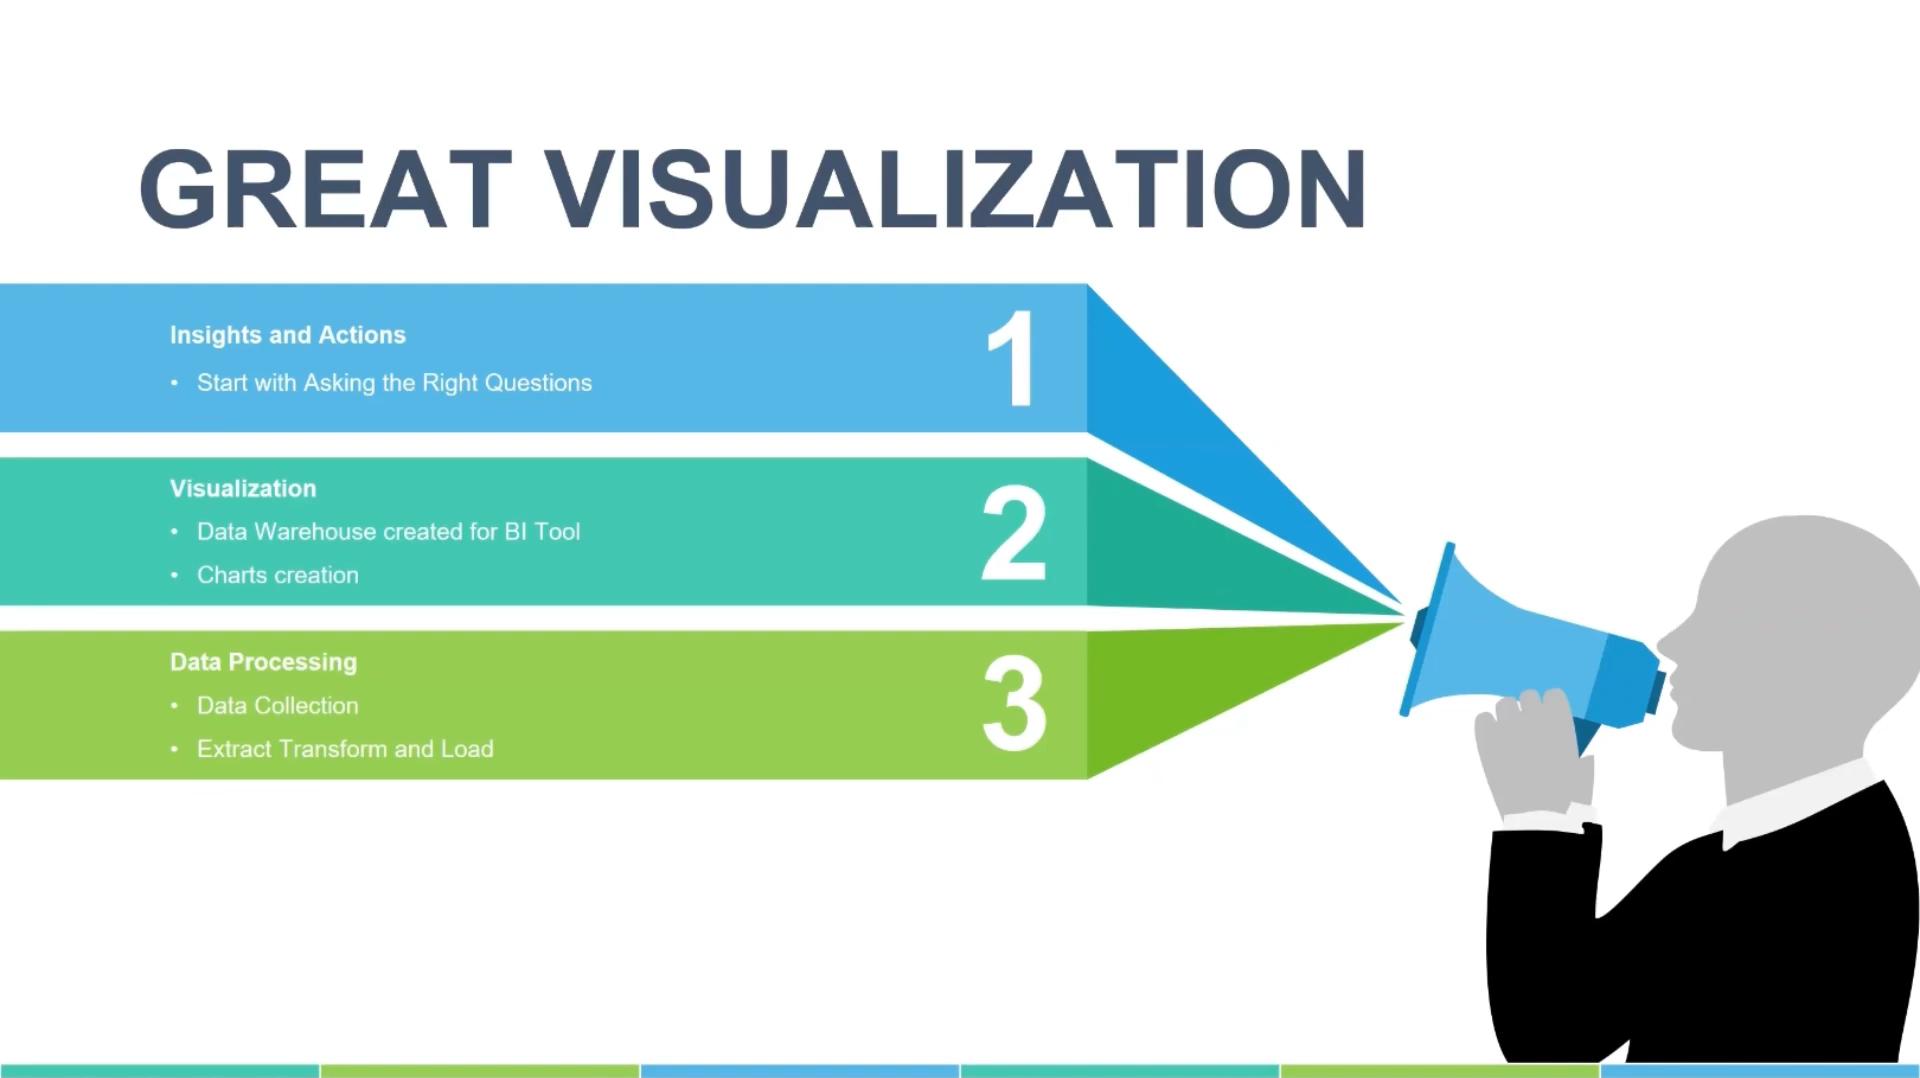 GREAT VISUALIZATION
Insights and Actions
• Start with Asking the Right Questions
1
Visualization
• Data Warehouse created for BI Tool
• Charts creation
2
Data Processing
• Data Collection
• Extract Transform and Load
3